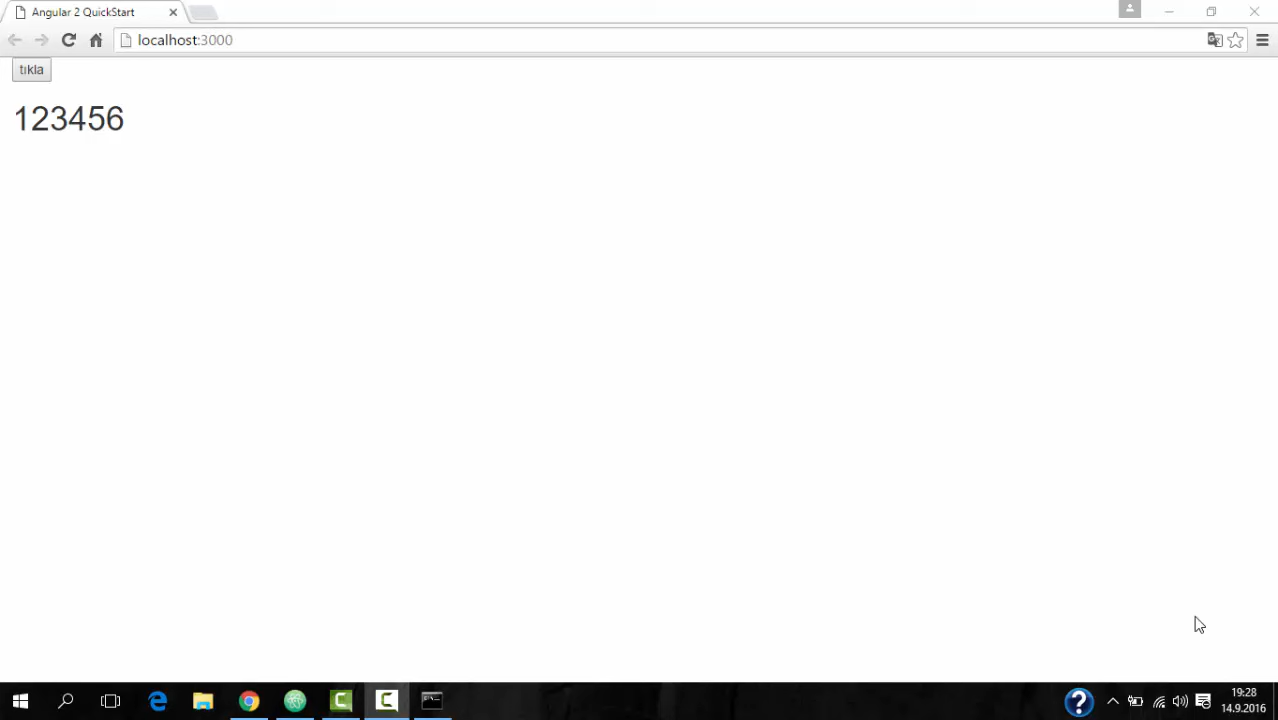 Angular 2 QuickStart
localhost:3000
tıkla
123456
19:28
14.9.2016